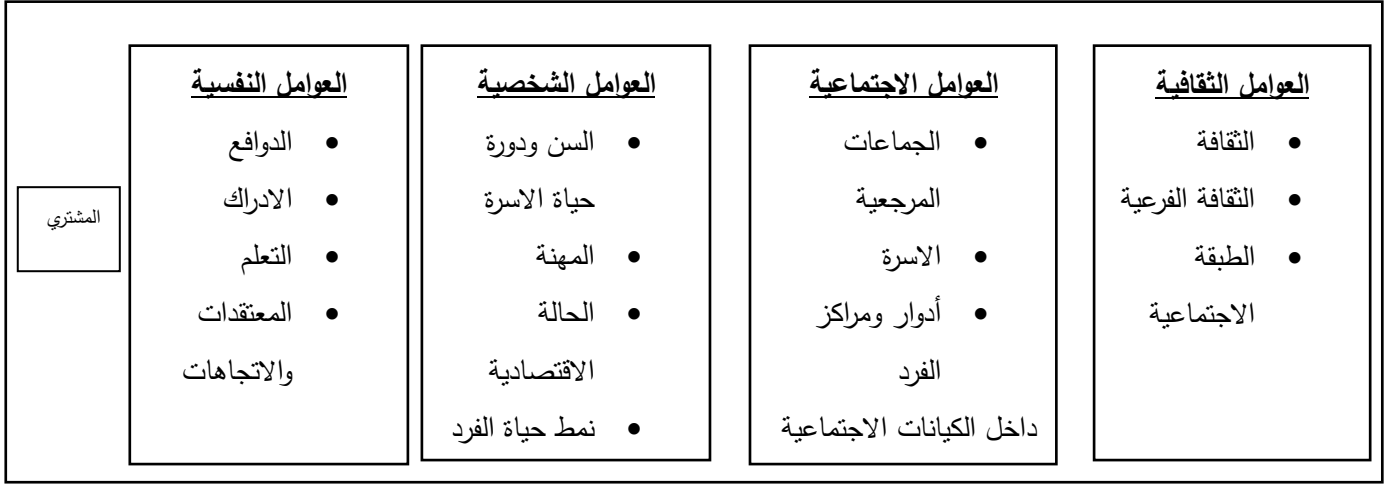 العوامل الثقافية
• الثقافة
• الثقافة الفرعية
• الطبقة
الاجتماعية
العوامل الاجتماعية
• الجماعات
المرجعية
• الاسرة
• أدوار ومراكز
الفرد
داخل الكيانات الاجتماعية
العوامل الشخصية
• السن ودورة
حياة الاسرة
• المهنة
• الحالة
الاقتصادية
• نمط حياة الفرد
العوامل النفسية
• الدوافع
• الادراك
• التعلم
• المعتقدات
والاتجاهات
المشتري